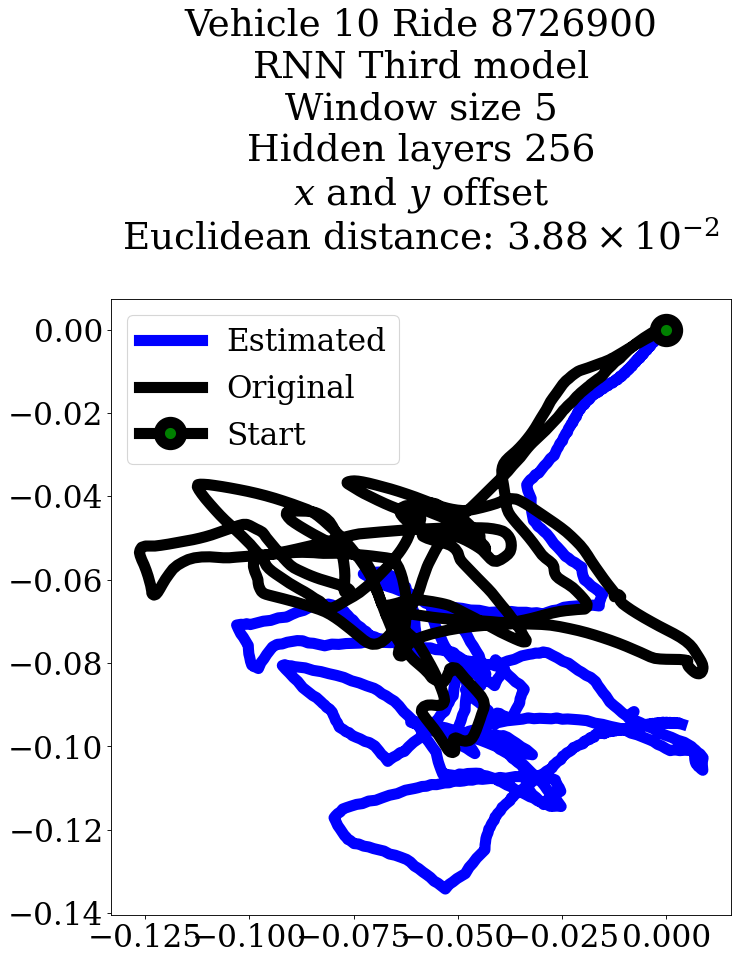 Vehicle 10 Ride 8726900
RNN Third model
Window size 5
Hidden layers 256
x and y offset
Euclidean distance: 3.88 × 10⁻²
Estimated
Original
Start
0.00
−0.02
−0.04
−0.06
−0.08
−0.10
−0.12
−0.14
−0.125 −0.100 −0.075 −0.050 −0.025 0.000